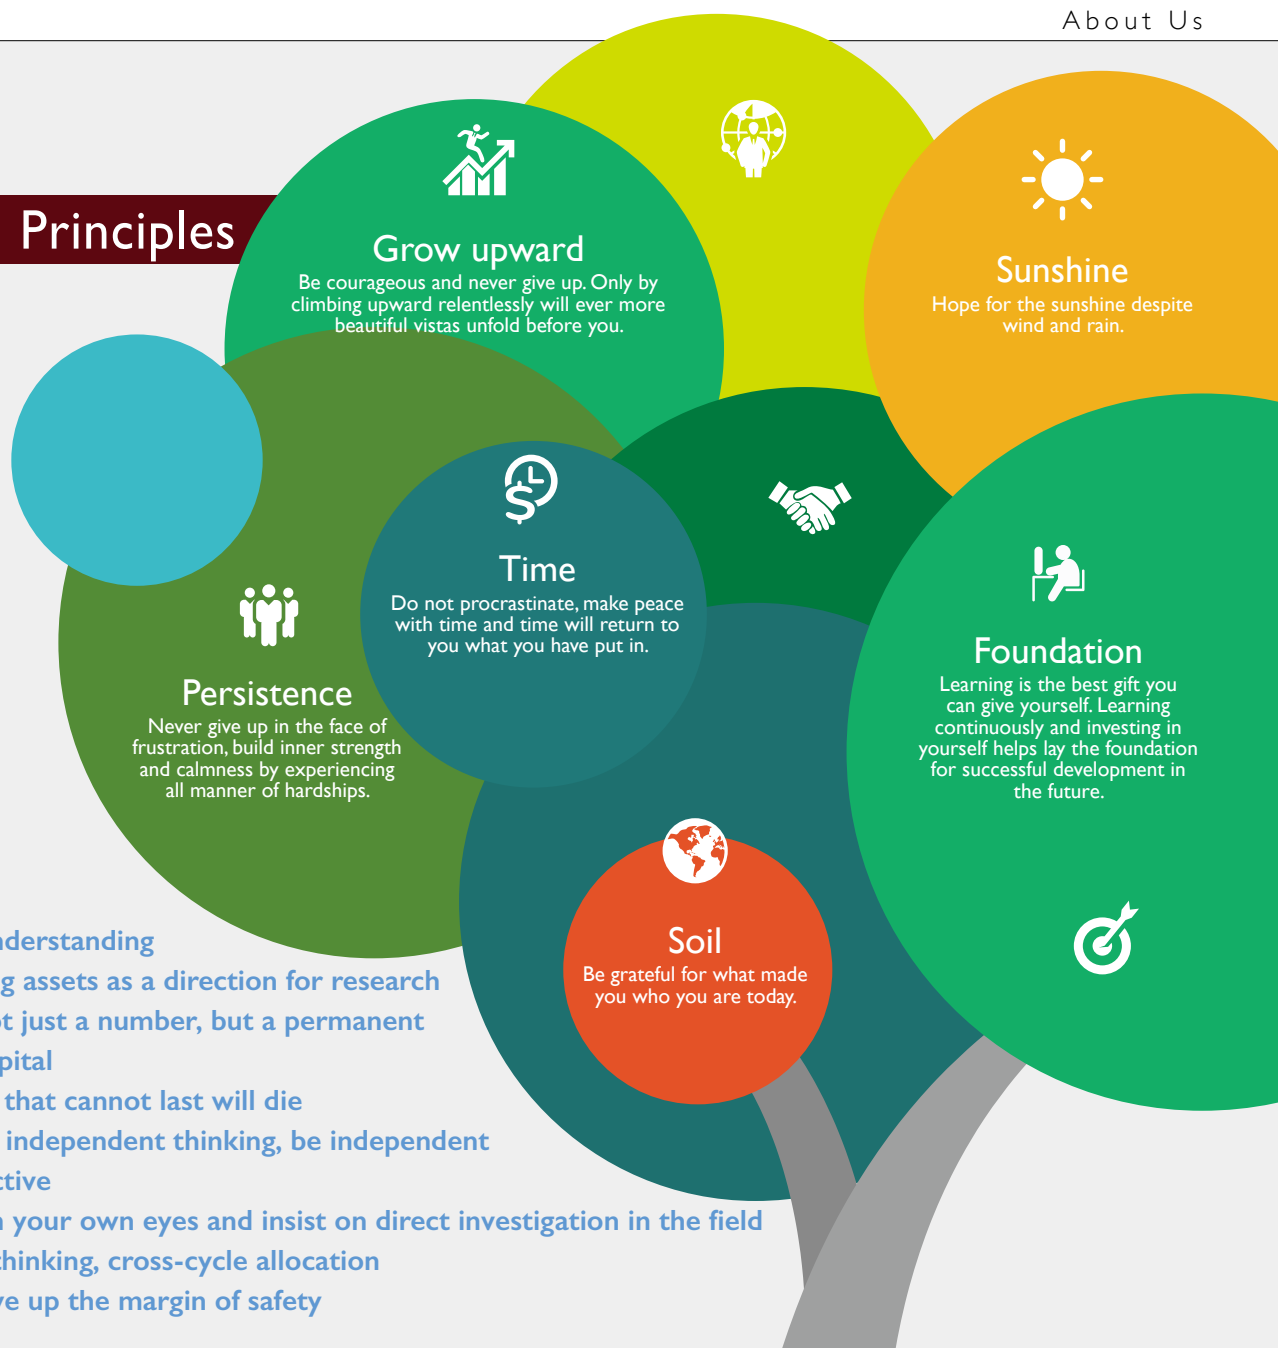 About Us
Principles
Grow upward
Be courageous and never give up. Only by
climbing upward relentlessly will ever more
beautiful vistas unfold before you.
Sunshine
Hope for the sunshine despite
wind and rain.
Time
Do not procrastinate, make peace
with time and time will return to
you what you have put in.
Foundation
Learning is the best gift you
can give yourself. Learning
continuously and investing in
yourself helps lay the foundation
for successful development in
the future.
Persistence
Never give up in the face of
frustration, build inner strength
and calmness by experiencing
all manner of hardships.
Soil
Be grateful for what made
you who you are today.
nderstanding
g assets as a direction for research
t just a number, but a permanent
pital
that cannot last will die
independent thinking, be independent
ctive
n your own eyes and insist on direct investigation in the field
thinking, cross-cycle allocation
ve up the margin of safety